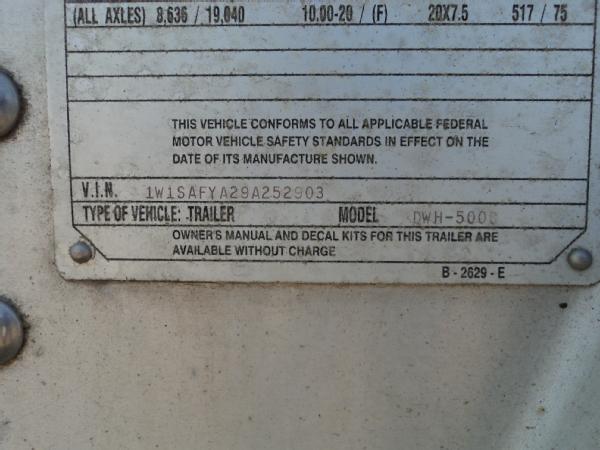 (ALL AXLES) 8,636 / 19,040 10.00-20 / (F) 20X7.5 517 / 75
THIS VEHICLE CONFORMS TO ALL APPLICABLE FEDERAL
MOTOR VEHICLE SAFETY STANDARDS IN EFFECT ON THE
DATE OF ITS MANUFACTURE SHOWN.
V.I.N. 1W1SAFYA29A252903
TYPE OF VEHICLE: TRAILER MODEL DWH-500
OWNER'S MANUAL AND DECAL KITS FOR THIS TRAILER ARE
AVAILABLE WITHOUT CHARGE
B - 2629 - E